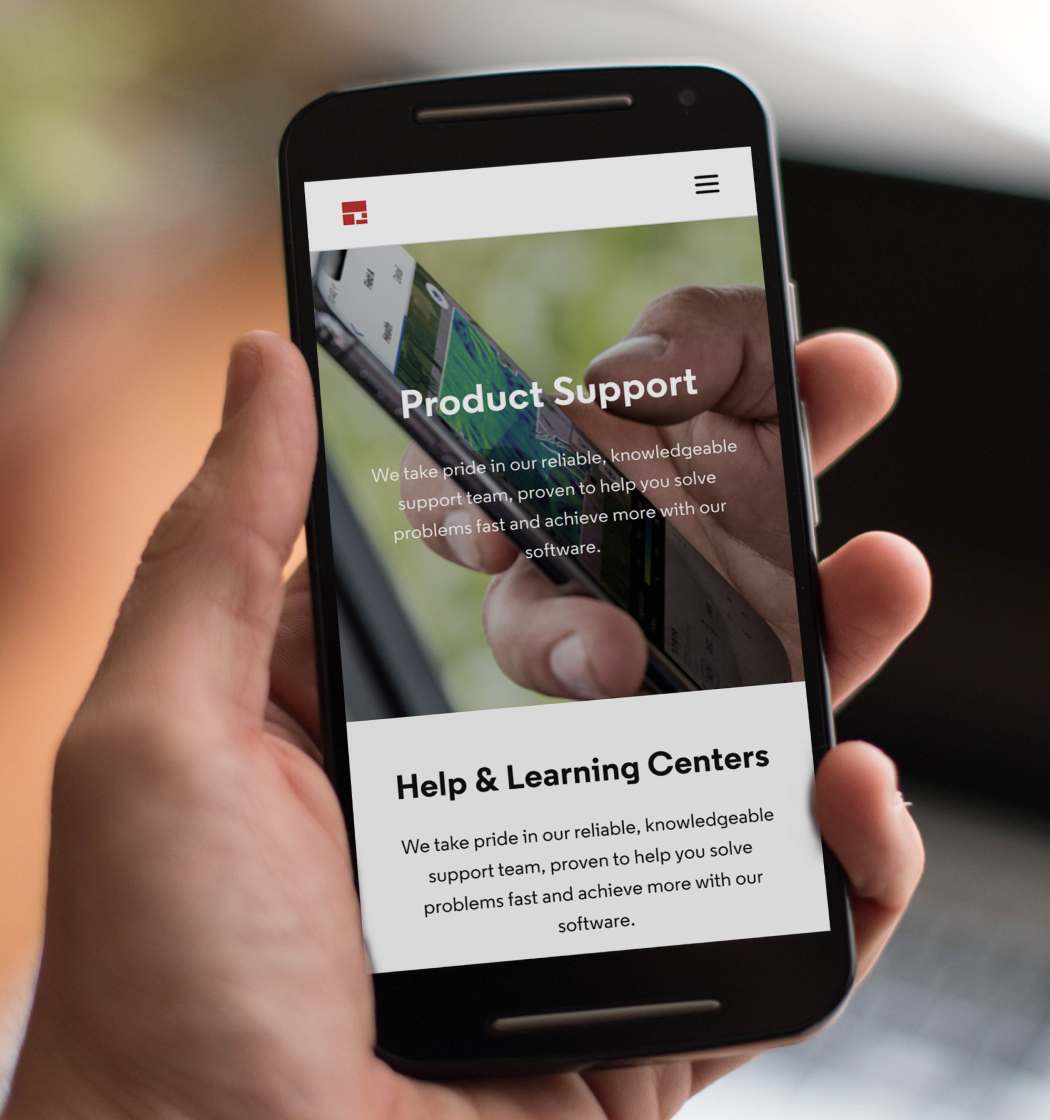 Product Support
We take pride in our reliable, knowledgeable
support team, proven to help you solve
problems fast and achieve more with our
software.
Help & Learning Centers
We take pride in our reliable, knowledgeable
support team, proven to help you solve
problems fast and achieve more with our
software.